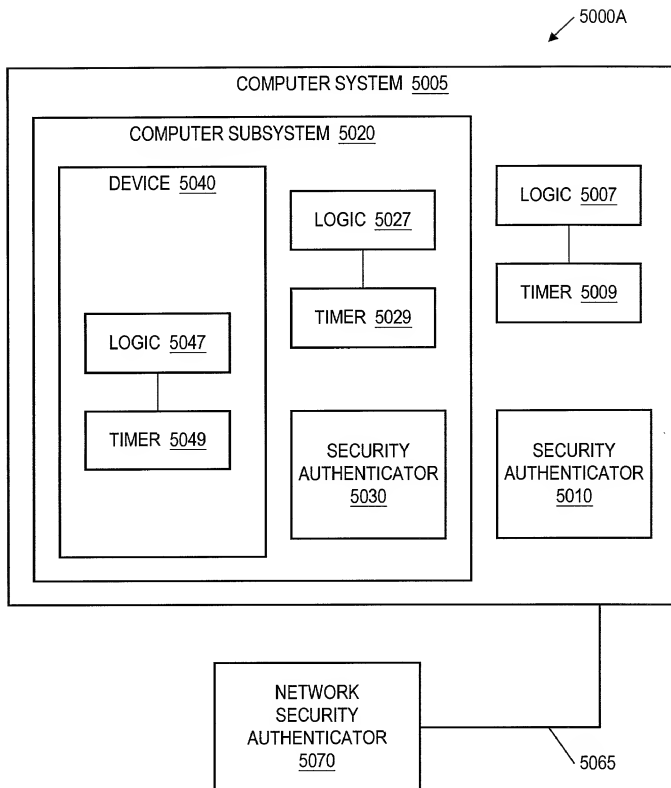 5000A
COMPUTER SYSTEM 5005
COMPUTER SUBSYSTEM 5020
DEVICE 5040
LOGIC 5047
TIMER 5049
LOGIC 5027
TIMER 5029
SECURITY
AUTHENTICATOR
5030
LOGIC 5007
TIMER 5009
SECURITY
AUTHENTICATOR
5010
NETWORK
SECURITY
AUTHENTICATOR
5070
5065